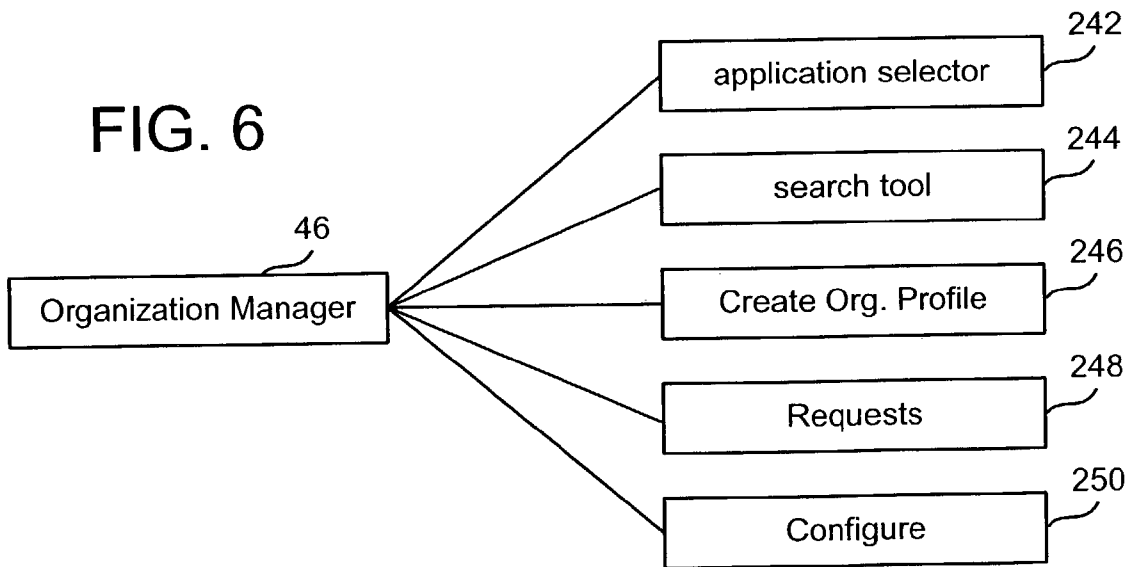 FIG. 6
46
Organization Manager
242
application selector
244
search tool
246
Create Org. Profile
248
Requests
250
Configure